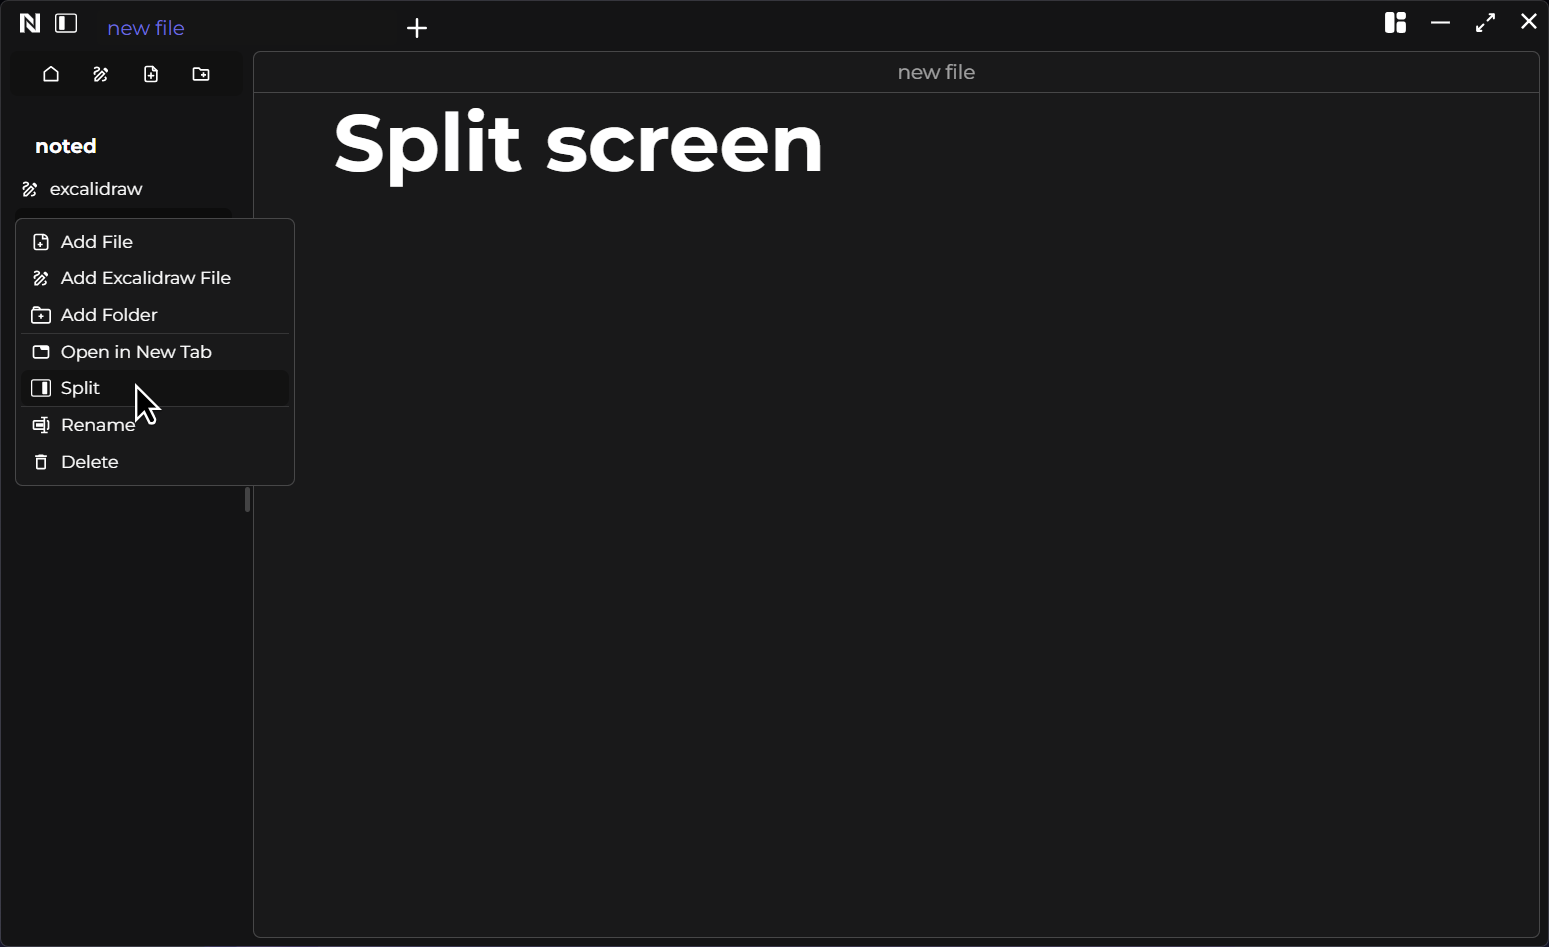 new file
new file
noted
excalidraw
Add File
Add Excalidraw File
Add Folder
Open in New Tab
Split
Rename
Delete
Split screen